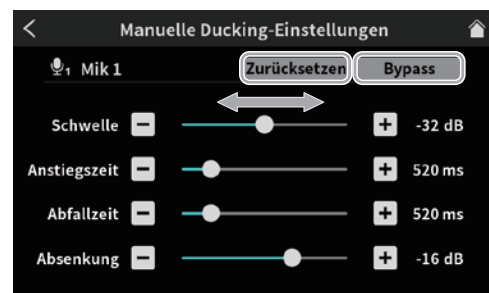 Manuelle Ducking-Einstellungen
1 Mik 1 Zurücksetzen Bypass
Schwelle -32 dB
Anstiegszeit 520 ms
Abfallzeit 520 ms
Absenkung -16 dB